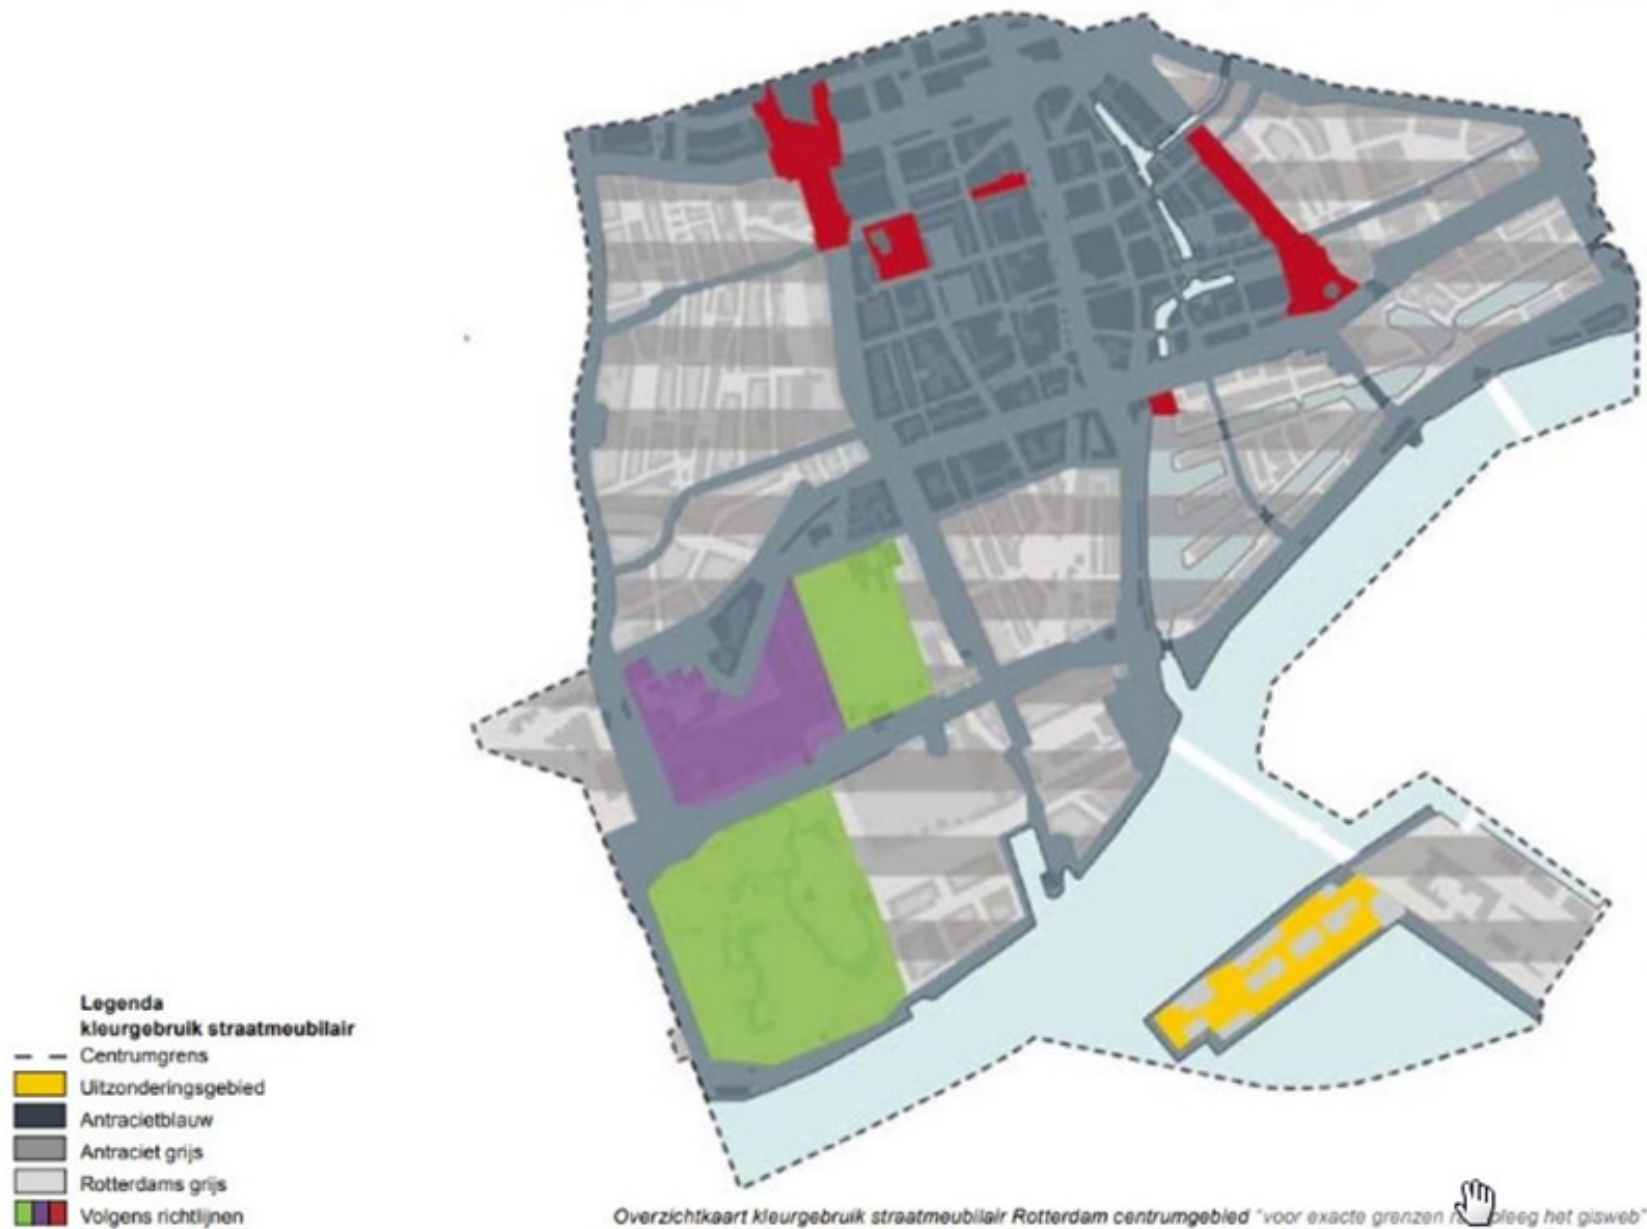 Legenda
kleurgebruik straatmeubilair
Centrumgrens
Uitzonderingsgebied
Antracietblauw
Antraciet grijs
Rotterdams grijs
Volgens richtlijnen
Overzichtkaart kleurgebruik straatmeubilair Rotterdam centrumgebied "voor exacte grenzen het gisweb"